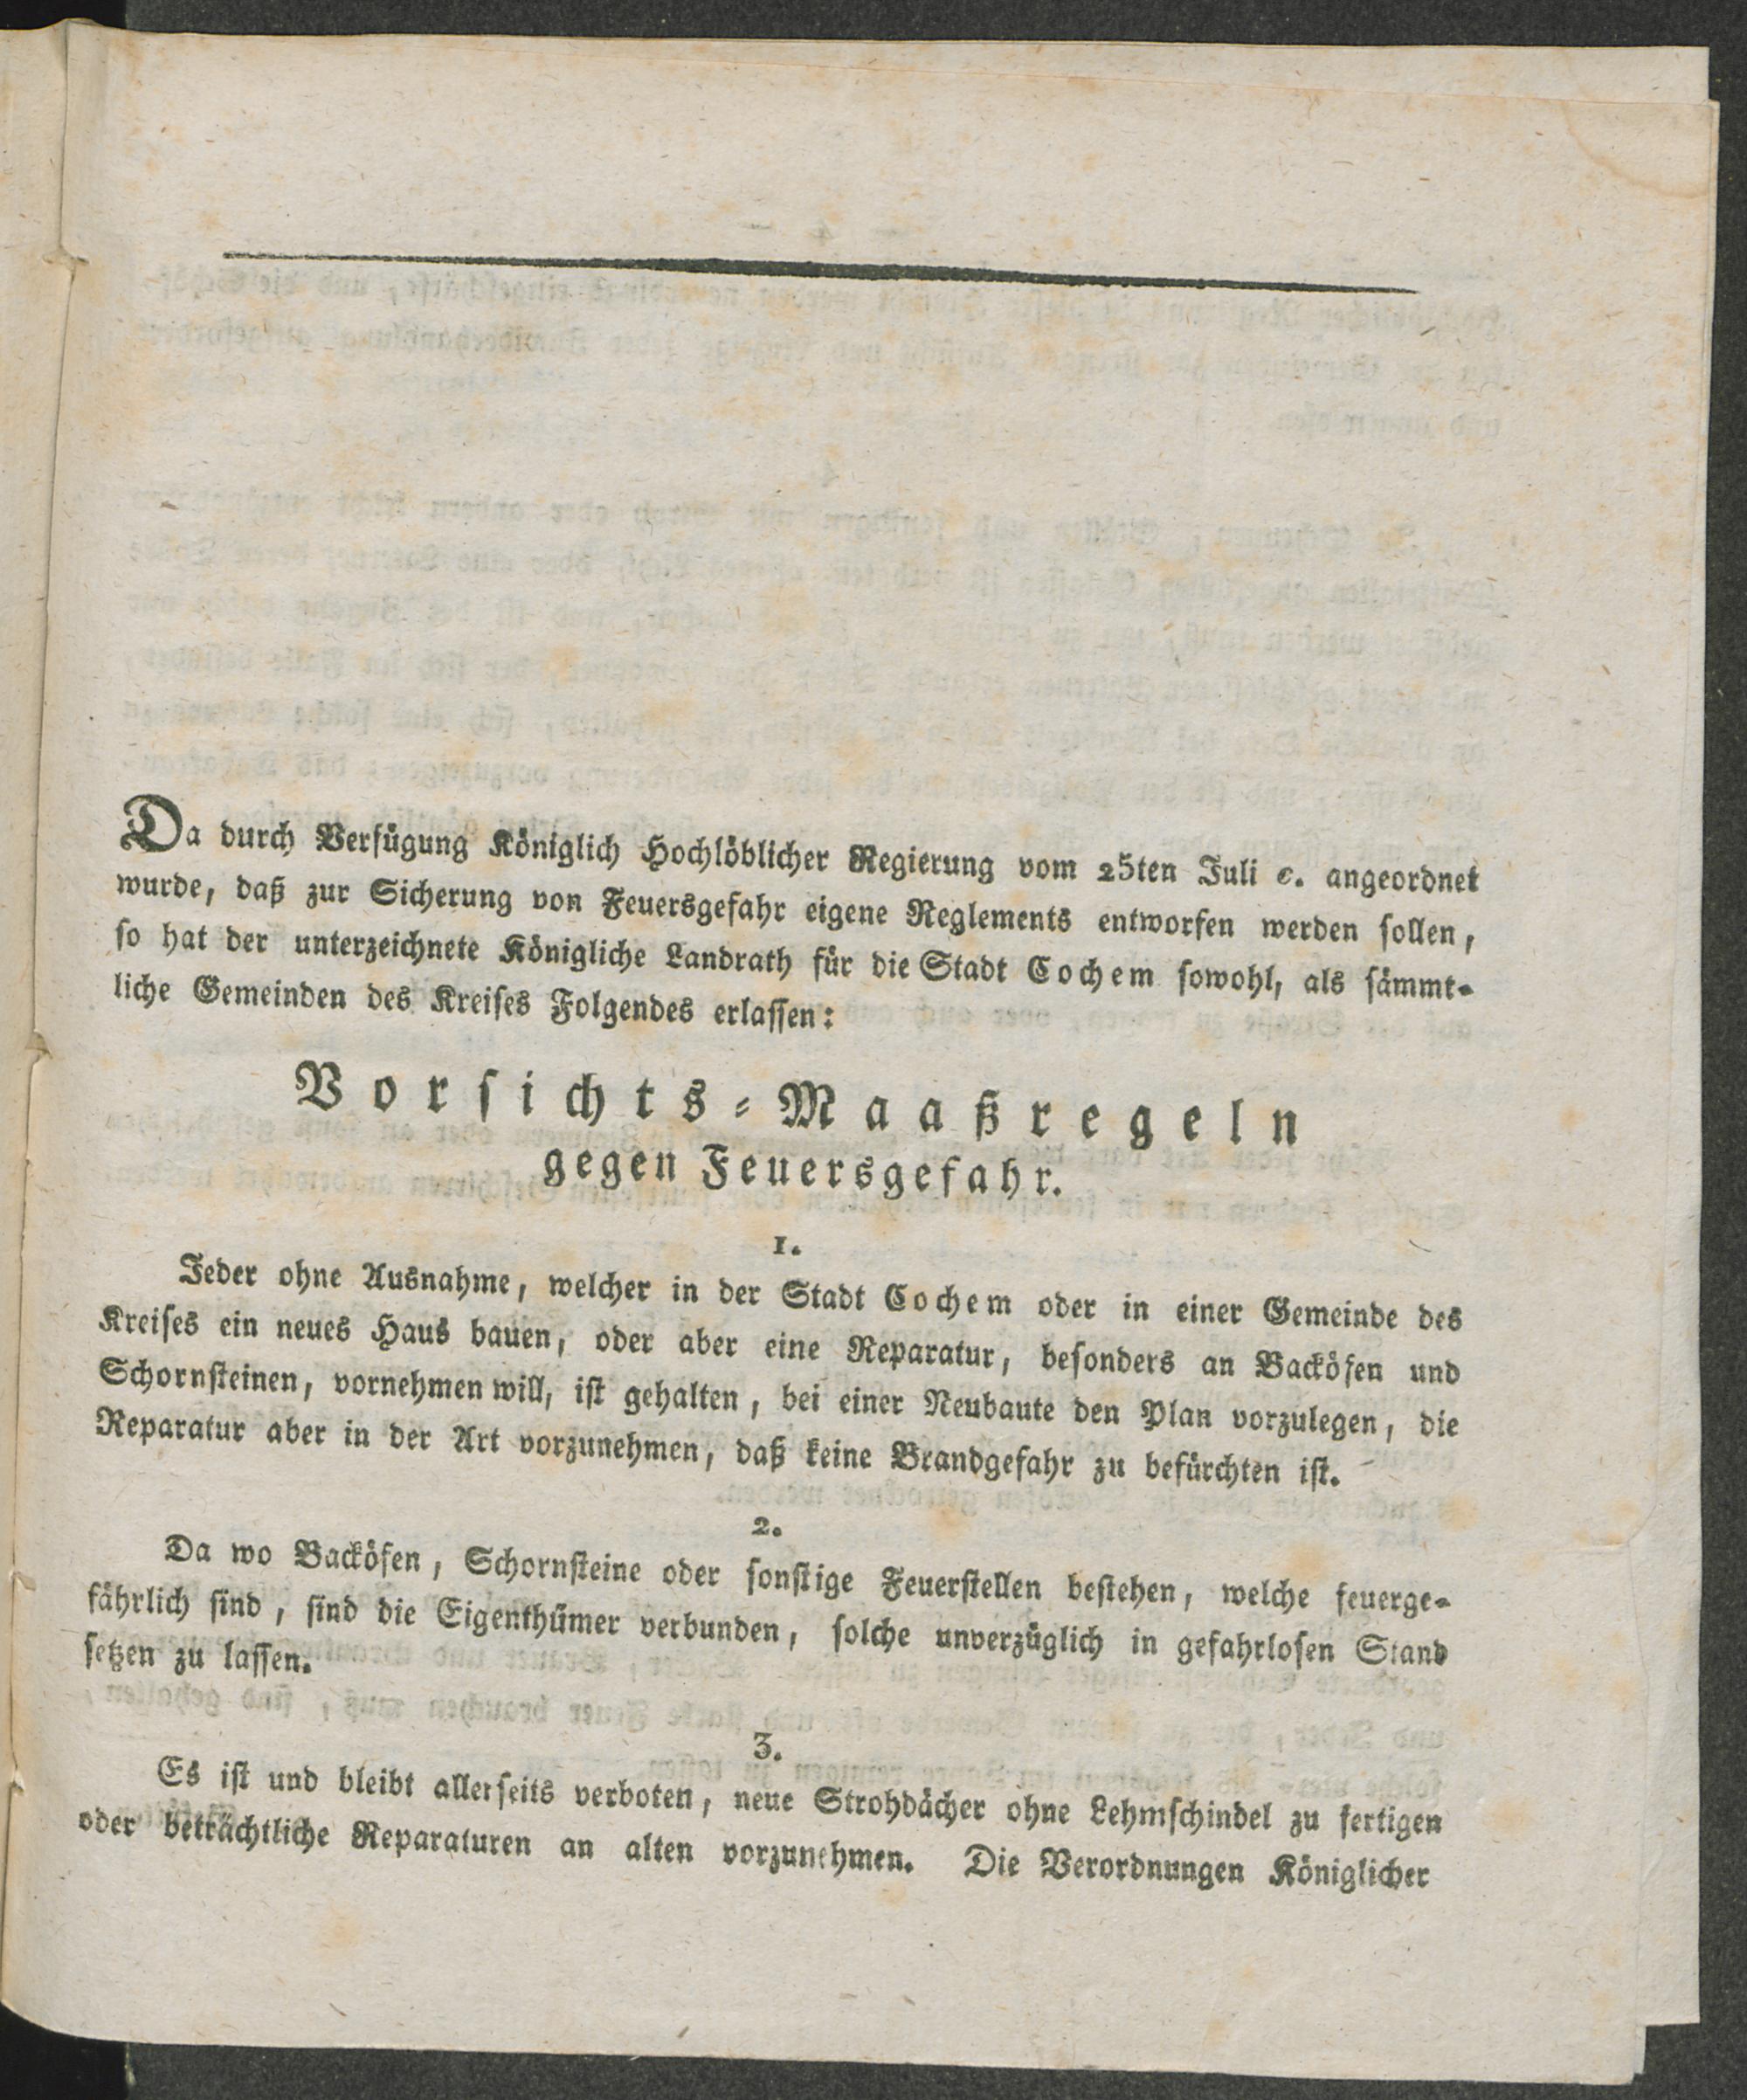 Da durch Verfügung Königlich Hochlöblicher Regierung vom 25ten Juli c. angeordnet
wurde, daß zur Sicherung von Feuersgefahr eigene Reglements entworfen werden sollen,
so hat der unterzeichnete Königliche Landrath für die Stadt Cochem sowohl, als sämmt-
liche Gemeinden des Kreises Folgendes erlassen:
Vorsichts-Maaßregeln
gegen Feuersgefahr.
1.
Jeder ohne Ausnahme, welcher in der Stadt Cochem oder in einer Gemeinde des
Kreises ein neues Haus bauen, oder aber eine Reparatur, besonders an Backöfen und
Schornsteinen, vornehmen will, ist gehalten, bei einer Neubaute den Plan vorzulegen, die
Reparatur aber in der Art vorzunehmen, daß keine Brandgefahr zu befürchten ist.
2.
Da wo Backöfen, Schornsteine oder sonstige Feuerstellen bestehen, welche feuerge-
fährlich sind, sind die Eigenthümer verbunden, solche unverzüglich in gefahrlosen Stand
setzen zu lassen.
3.
Es ist und bleibt allerseits verboten, neue Strohdächer ohne Lehmschindel zu fertigen
oder beträchtliche Reparaturen an alten vorzunehmen. Die Verordnungen Königlicher